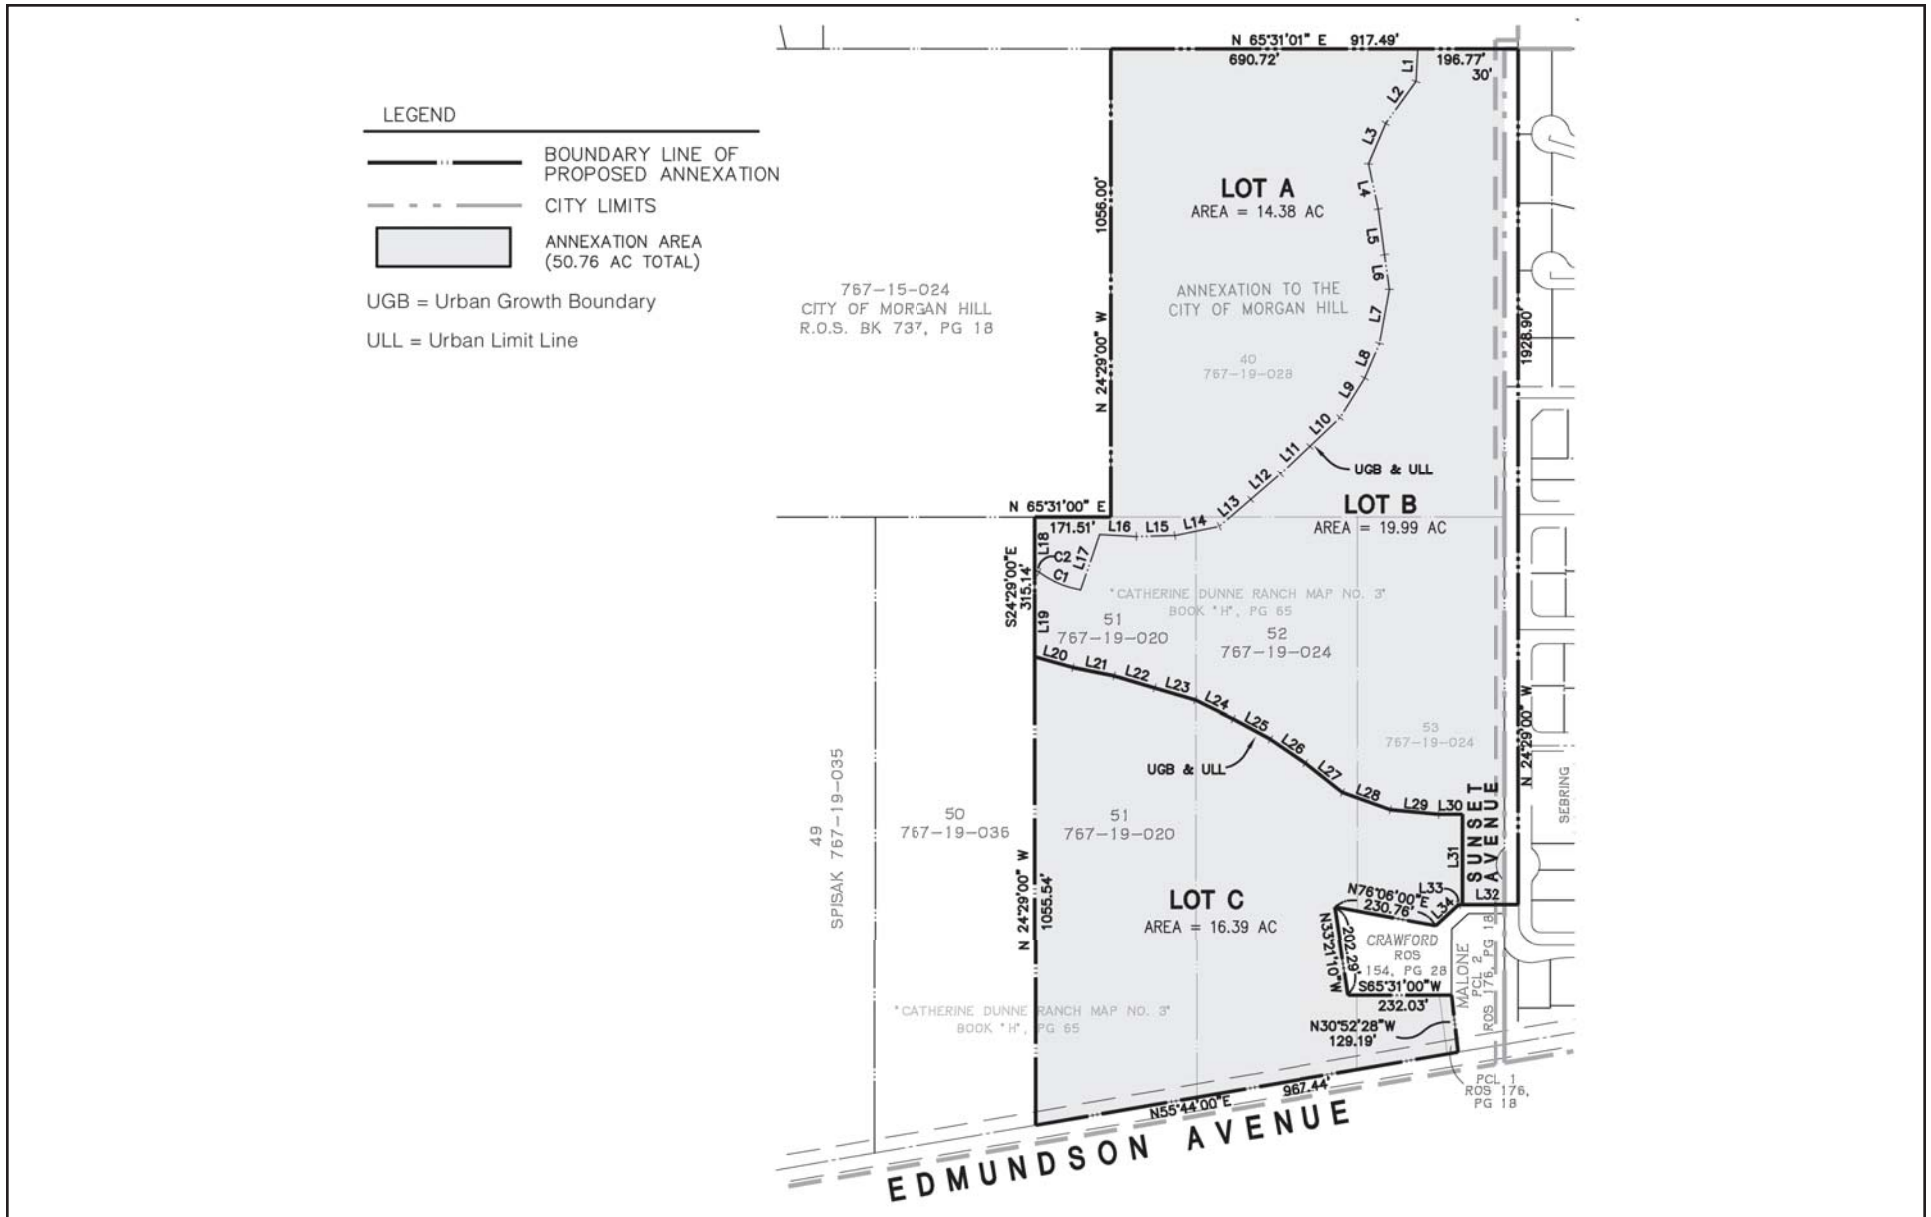 LEGEND
BOUNDARY LINE OF
PROPOSED ANNEXATION
CITY LIMITS
ANNEXATION AREA
(50.76 AC TOTAL)
UGB = Urban Growth Boundary
ULL = Urban Limit Line
N 65°31'01" E 917.49'
690.72'
196.77'
30'
L1
L2
L3
L4
L5
L6
L7
L8
L9
L10
L11
L12
L13
L14
L15
L16
L17
L18
C2
C1
L19
LOT A
AREA = 14.38 AC
1056.00'
N 24°29'00" W
767-15-024
CITY OF MORGAN HILL
R.O.S. BK 737, PG 18
ANNEXATION TO THE
CITY OF MORGAN HILL
40
767-19-028
1928.90'
N 24°29'00" W
UGB & ULL
LOT B
AREA = 19.99 AC
N 65°31'00" E
171.51'
S24°29'00"E
315.14'
"CATHERINE DUNNE RANCH MAP NO. 3"
BOOK "H", PG 65
51
767-19-020
52
767-19-024
53
767-19-024
L20
L21
L22
L23
L24
L25
L26
L27
L28
L29
L30
L31
L32
L33
L34
UGB & ULL
SUNSET
AVENUE
SEBRING
49
SPISAK 767-19-035
50
767-19-036
51
767-19-020
N 24°29'00" W
1055.54'
LOT C
AREA = 16.39 AC
N76°06'00"E
230.76'
N33°21'10"W
202.29'
CRAWFORD
ROS
154, PG 28
S65°31'00"W
232.03'
MALONE
PCL 2
ROS 176, PG 18
N30°52'28"W
129.19'
"CATHERINE DUNNE RANCH MAP NO. 3"
BOOK "H", PG 65
N55°44'00"E
967.44'
PCL 1
ROS 176,
PG 18
EDMUNDSON AVENUE